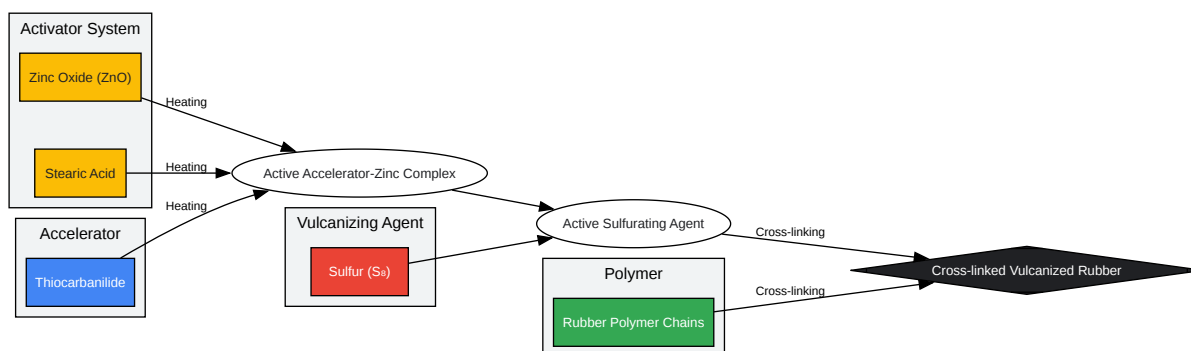 Activator System
Zinc Oxide (ZnO)
Heating
Stearic Acid
Heating
Active Accelerator-Zinc Complex
Heating
Accelerator
Thiocarbanilide
Vulcanizing Agent
Sulfur (S₈)
Active Sulfurating Agent
Cross-linking
Polymer
Rubber Polymer Chains
Cross-linking
Cross-linked Vulcanized Rubber